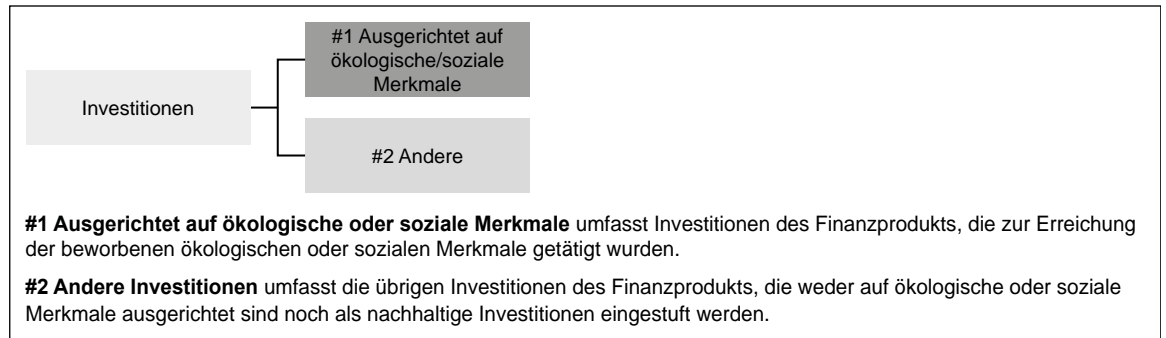 #1 Ausgerichtet auf
ökologische/soziale
Merkmale
Investitionen
#2 Andere
#1 Ausgerichtet auf ökologische oder soziale Merkmale umfasst Investitionen des Finanzprodukts, die zur Erreichung
der beworbenen ökologischen oder sozialen Merkmale getätigt wurden.
#2 Andere Investitionen umfasst die übrigen Investitionen des Finanzprodukts, die weder auf ökologische oder soziale
Merkmale ausgerichtet sind noch als nachhaltige Investitionen eingestuft werden.